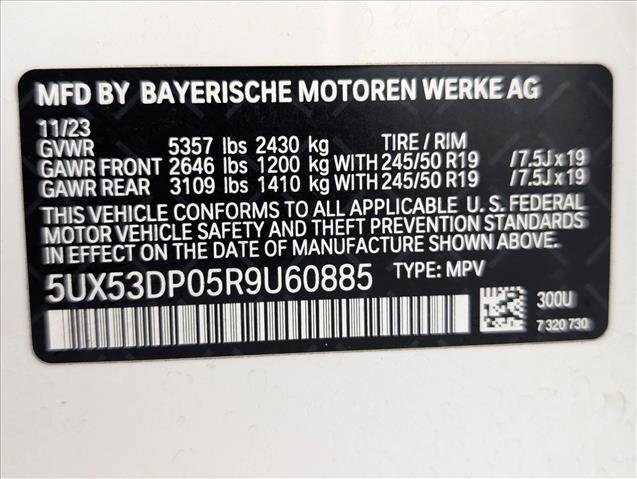 MFD BY BAYERISCHE MOTOREN WERKE AG
11/23
GVWR 5357 lbs 2430 kg TIRE / RIM
GAWR FRONT 2646 lbs 1200 kg WITH 245/50 R19 /7.5J x 19
GAWR REAR 3109 lbs 1410 kg WITH 245/50 R19 /7.5J x 19
THIS VEHICLE CONFORMS TO ALL APPLICABLE U. S. FEDERAL
MOTOR VEHICLE SAFETY AND THEFT PREVENTION STANDARDS
IN EFFECT ON THE DATE OF MANUFACTURE SHOWN ABOVE.
5UX53DP05R9U60885 TYPE: MPV
300U
7 320 730